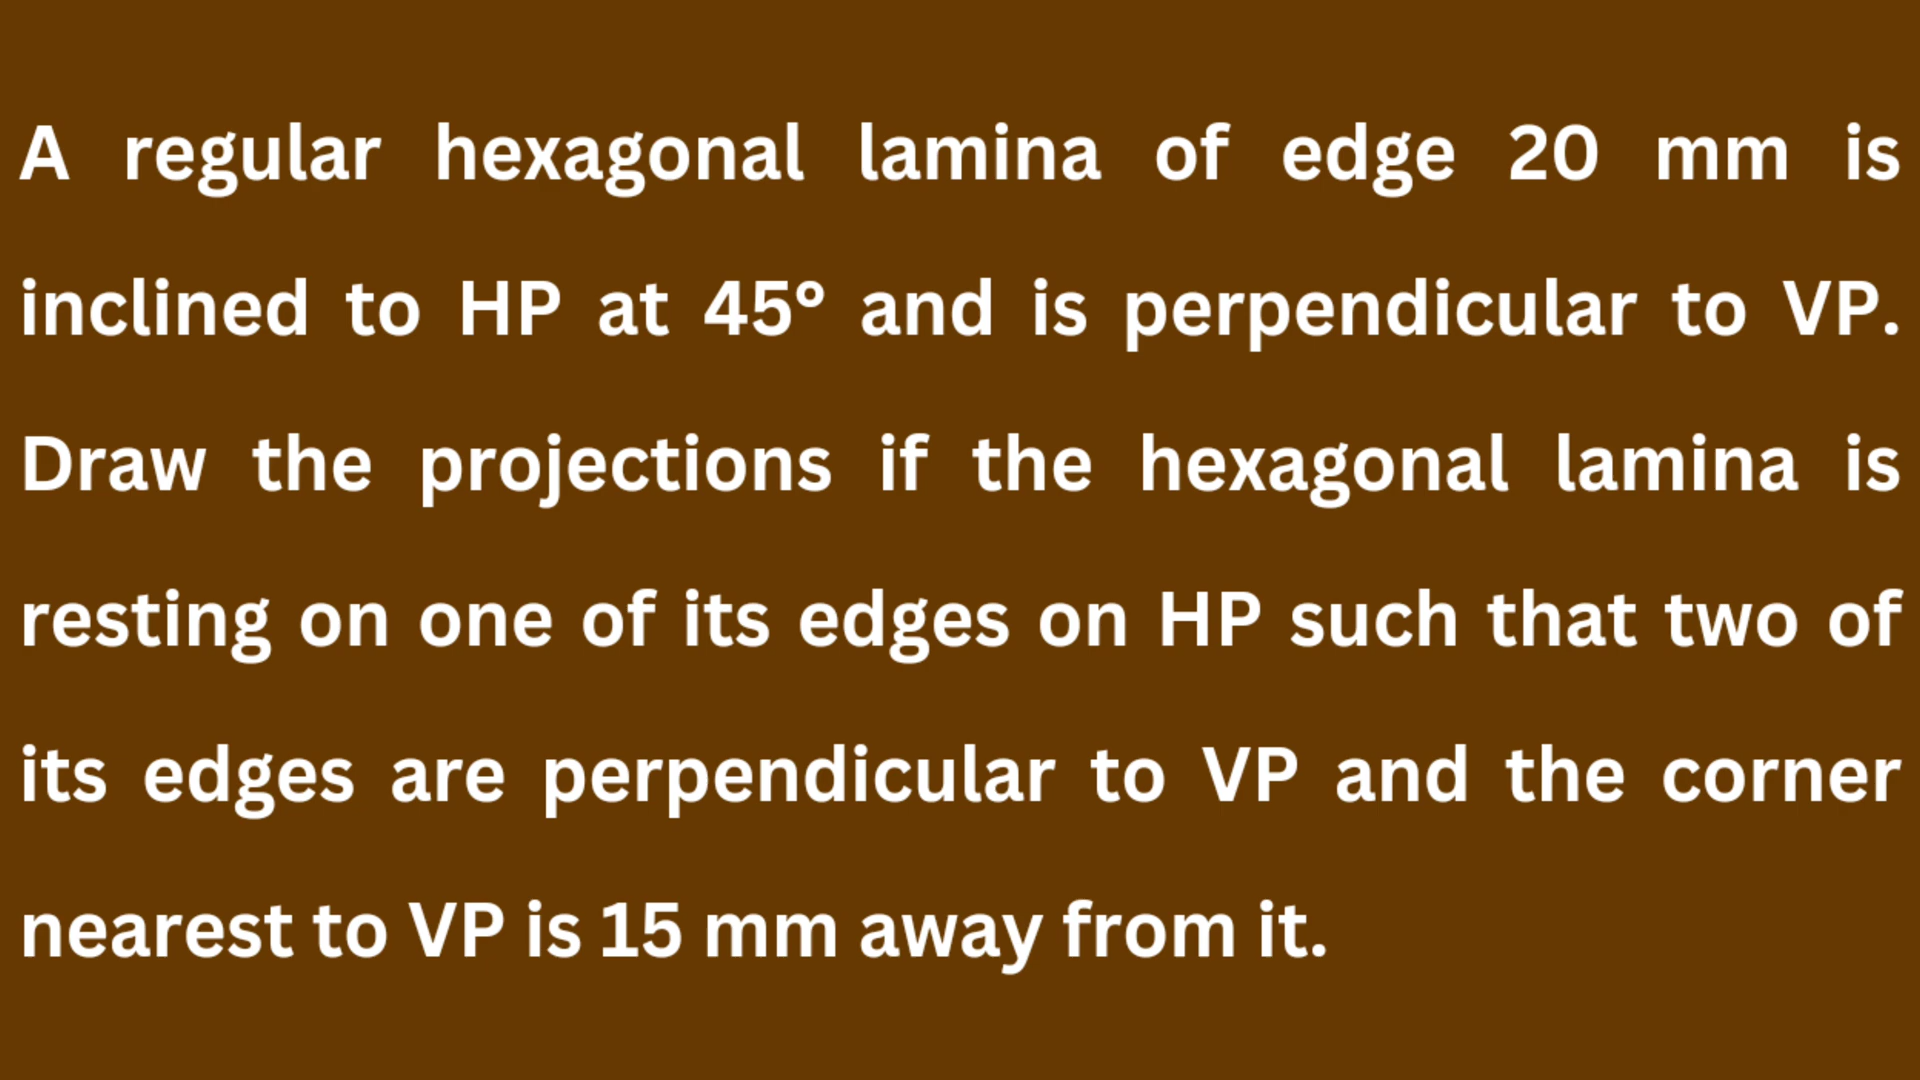 A regular hexagonal lamina of edge 20 mm is
inclined to HP at 45° and is perpendicular to VP.
Draw the projections if the hexagonal lamina is
resting on one of its edges on HP such that two of
its edges are perpendicular to VP and the corner
nearest to VP is 15 mm away from it.